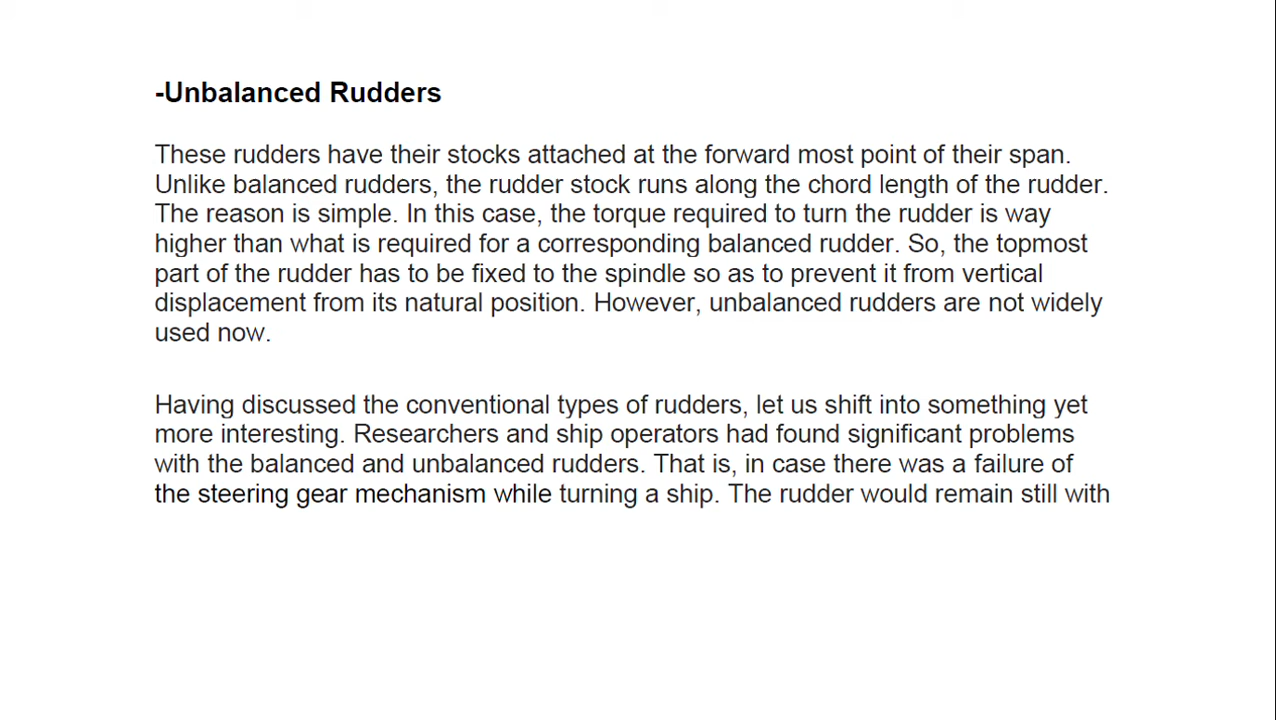 -Unbalanced Rudders
These rudders have their stocks attached at the forward most point of their span.
Unlike balanced rudders, the rudder stock runs along the chord length of the rudder.
The reason is simple. In this case, the torque required to turn the rudder is way
higher than what is required for a corresponding balanced rudder. So, the topmost
part of the rudder has to be fixed to the spindle so as to prevent it from vertical
displacement from its natural position. However, unbalanced rudders are not widely
used now.
Having discussed the conventional types of rudders, let us shift into something yet
more interesting. Researchers and ship operators had found significant problems
with the balanced and unbalanced rudders. That is, in case there was a failure of
the steering gear mechanism while turning a ship. The rudder would remain still with